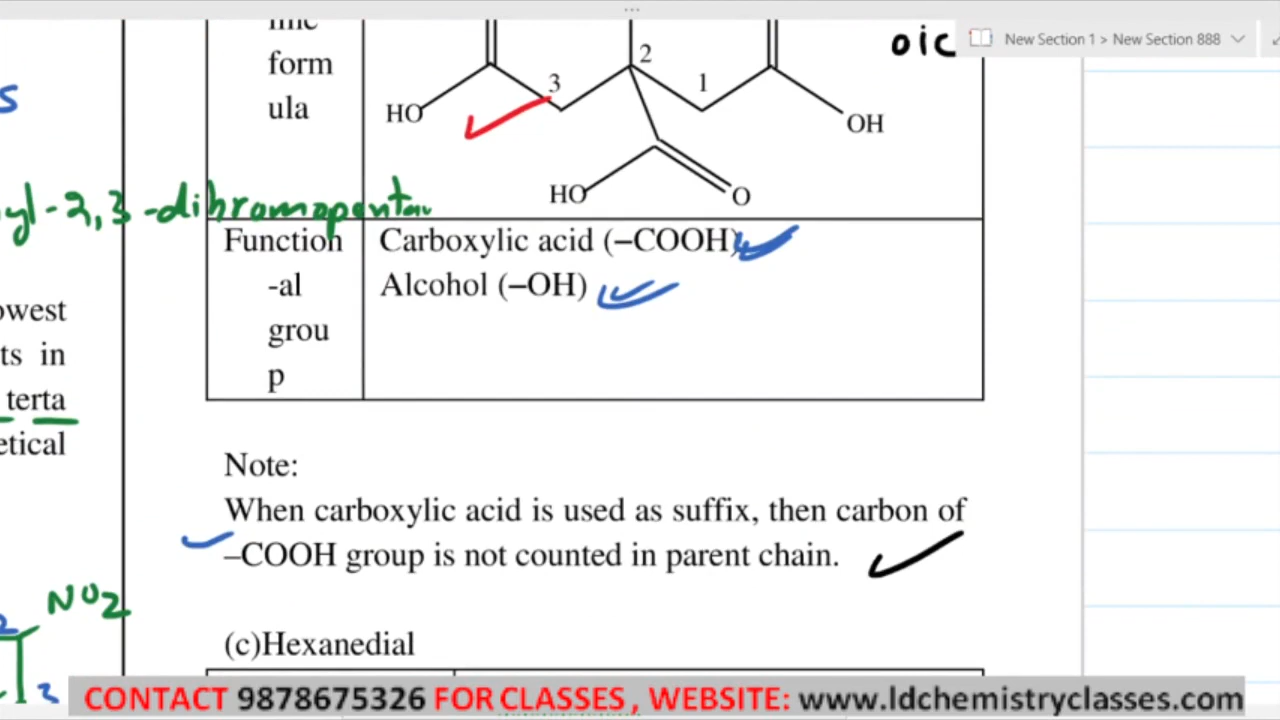 oic
New Section 1 > New Section 888
form
ula
3
2
1
HO
OH
HO
O
s
yl-2,3-dibromopentan
Function
-al
grou
p
Carboxylic acid (–COOH)
Alcohol (–OH)
owest
ts in
terta
etical
Note:
When carboxylic acid is used as suffix, then carbon of
–COOH group is not counted in parent chain.
NO2
2
2
(c)Hexanedial
CONTACT 9878675326 FOR CLASSES , WEBSITE: www.ldchemistryclasses.com